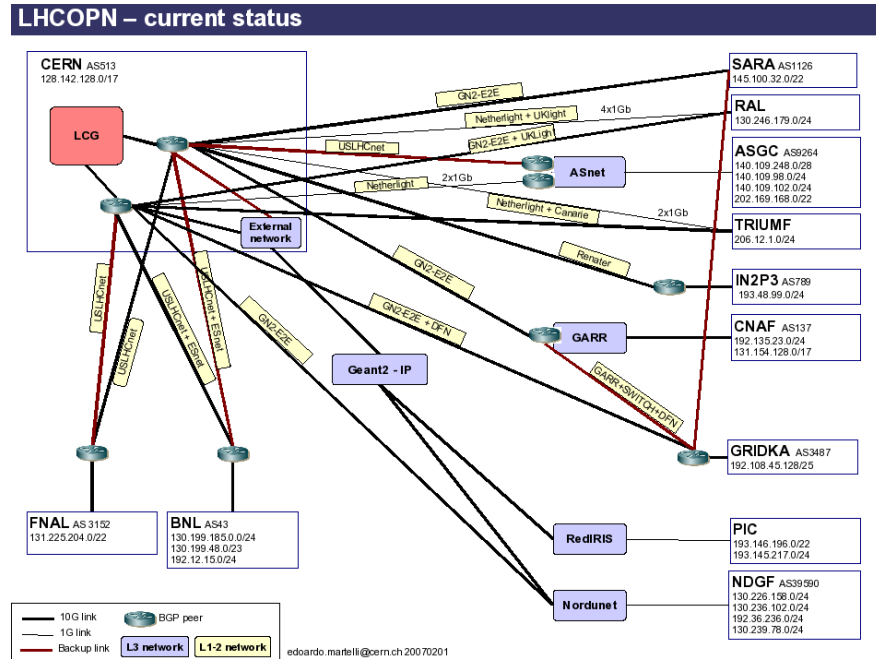 LHCOPN – current status
CERN AS513
128.142.128.0/17
LCG
External
network
GN2-E2E
Netherlight + UKlight
4x1Gb
GN2-E2E + UKLigh
USLHCnet
2x1Gb
Netherlight
ASnet
Netherlight + Canarie
2x1Gb
Renater
GN2-E2E
GN2-E2E + DFN
GN2-E2E
USLHCnet
USLHCnet
USLHCnet + ESnet
USLHCnet + ESnet
GARR
GARR+SWITCH+DFN
Geant2 - IP
RedIRIS
Nordunet
SARA AS1126
145.100.32.0/22
RAL
130.246.179.0/24
ASGC AS9264
140.109.248.0/28
140.109.98.0/24
140.109.102.0/24
202.169.168.0/22
TRIUMF
206.12.1.0/24
IN2P3 AS789
193.48.99.0/24
CNAF AS137
192.135.23.0/24
131.154.128.0/17
GRIDKA AS3487
192.108.45.128/25
PIC
193.146.196.0/22
193.145.217.0/24
NDGF AS39590
130.226.158.0/24
130.236.102.0/24
192.36.236.0/24
130.239.78.0/24
FNAL AS 3152
131.225.204.0/22
BNL AS43
130.199.185.0.0/24
130.199.48.0/23
192.12.15.0/24
10G link
BGP peer
1G link
Backup link
L3 network
L1-2 network
edoardo.martelli@cern.ch 20070201